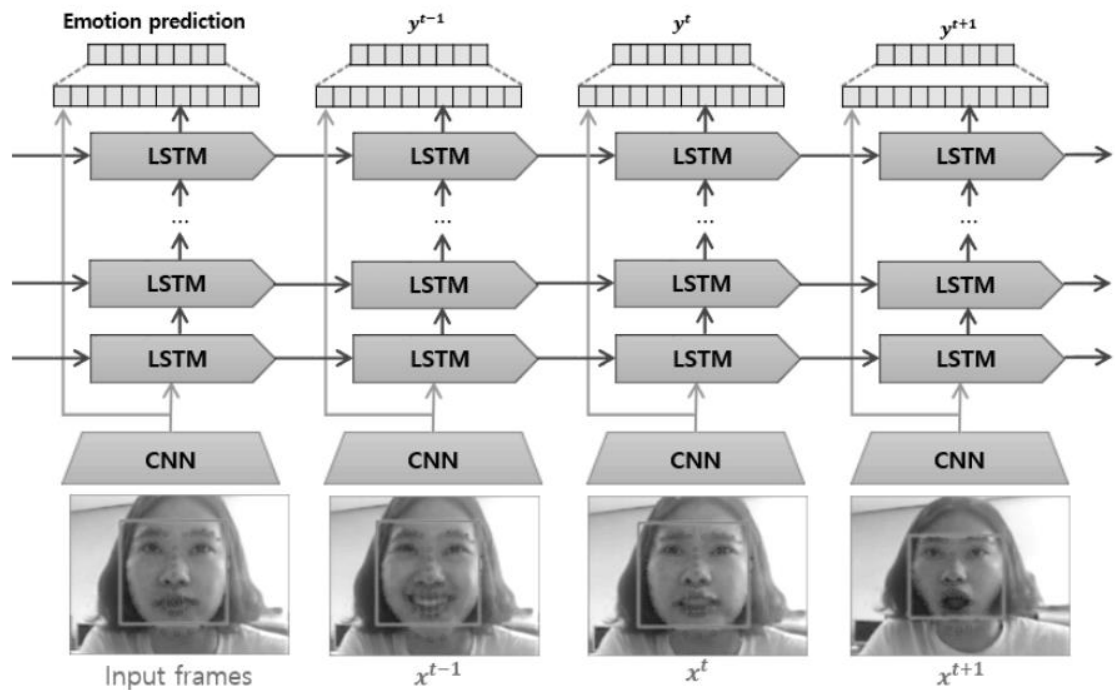 Emotion prediction y^{t-1} y^{t} y^{t+1}
LSTM LSTM LSTM LSTM
... ... ... ...
LSTM LSTM LSTM LSTM
LSTM LSTM LSTM LSTM
CNN CNN CNN CNN
Input frames x^{t-1} x^{t} x^{t+1}